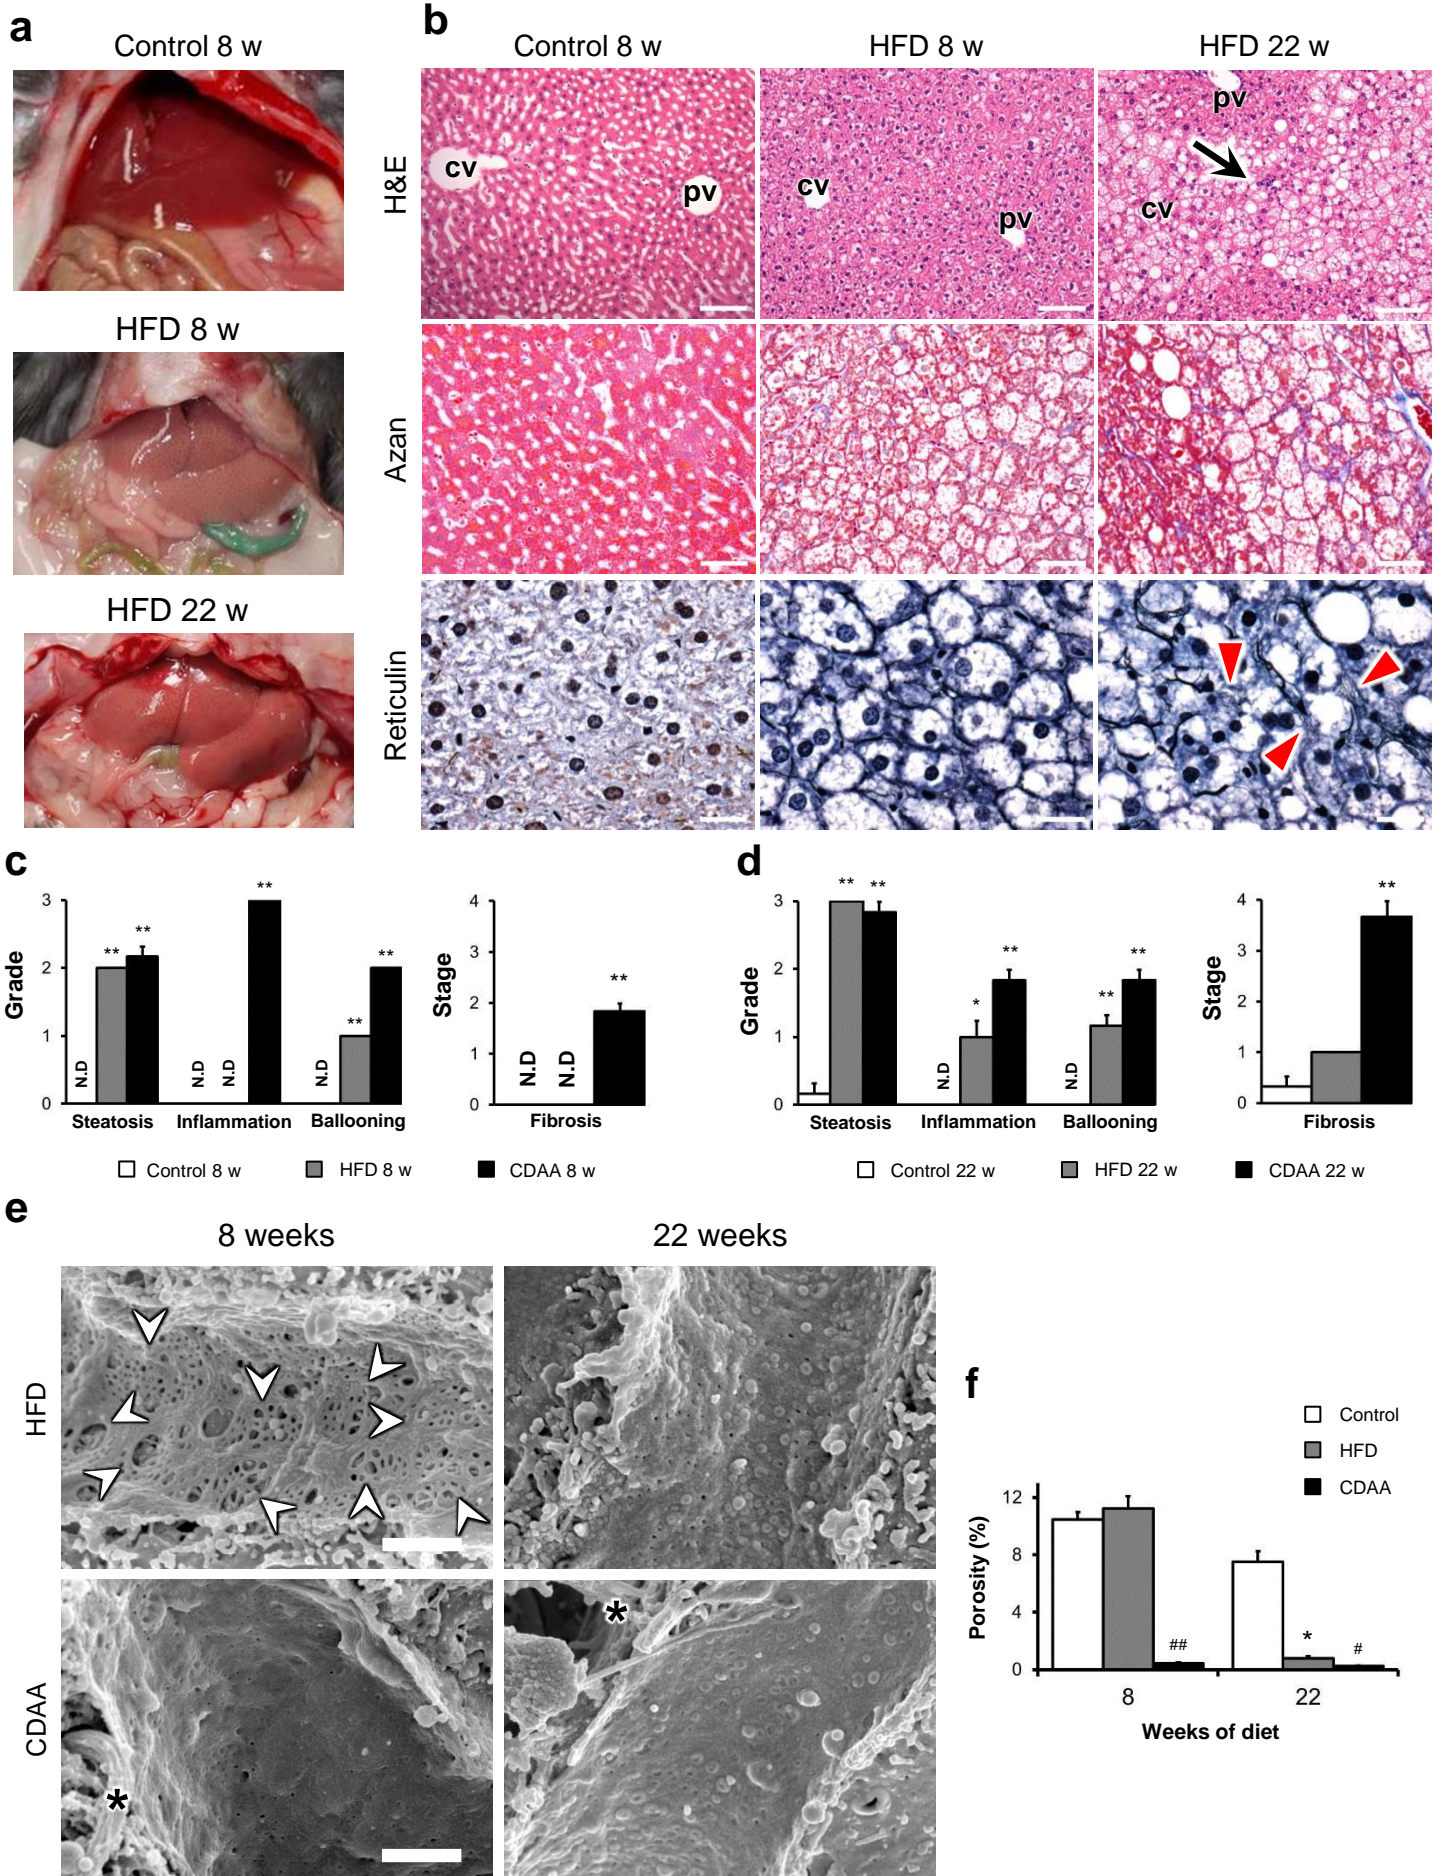 a
Control 8 w
HFD 8 w
HFD 22 w
b
Control 8 w
HFD 8 w
HFD 22 w
H&E
cv
pv
cv
pv
pv
cv
Azan
Reticulin
c
Grade
3
2
1
0
N.D
**
**
N.D
N.D
**
N.D
**
**
Steatosis
Inflammation
Ballooning
Stage
4
3
2
1
0
N.D
N.D
**
Fibrosis
Control 8 w
HFD 8 w
CDAA 8 w
d
Grade
3
2
1
0
**
**
N.D
*
**
N.D
**
**
Steatosis
Inflammation
Ballooning
Stage
4
3
2
1
0
**
Fibrosis
Control 22 w
HFD 22 w
CDAA 22 w
e
8 weeks
22 weeks
HFD
CDAA
*
*
f
Control
HFD
CDAA
Porosity (%)
12
8
4
0
##
*
#
8
22
Weeks of diet